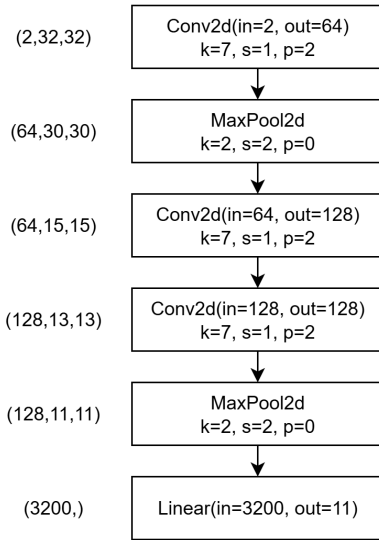 (2,32,32)
Conv2d(in=2, out=64)
k=7, s=1, p=2
(64,30,30)
MaxPool2d
k=2, s=2, p=0
(64,15,15)
Conv2d(in=64, out=128)
k=7, s=1, p=2
(128,13,13)
Conv2d(in=128, out=128)
k=7, s=1, p=2
(128,11,11)
MaxPool2d
k=2, s=2, p=0
(3200,)
Linear(in=3200, out=11)